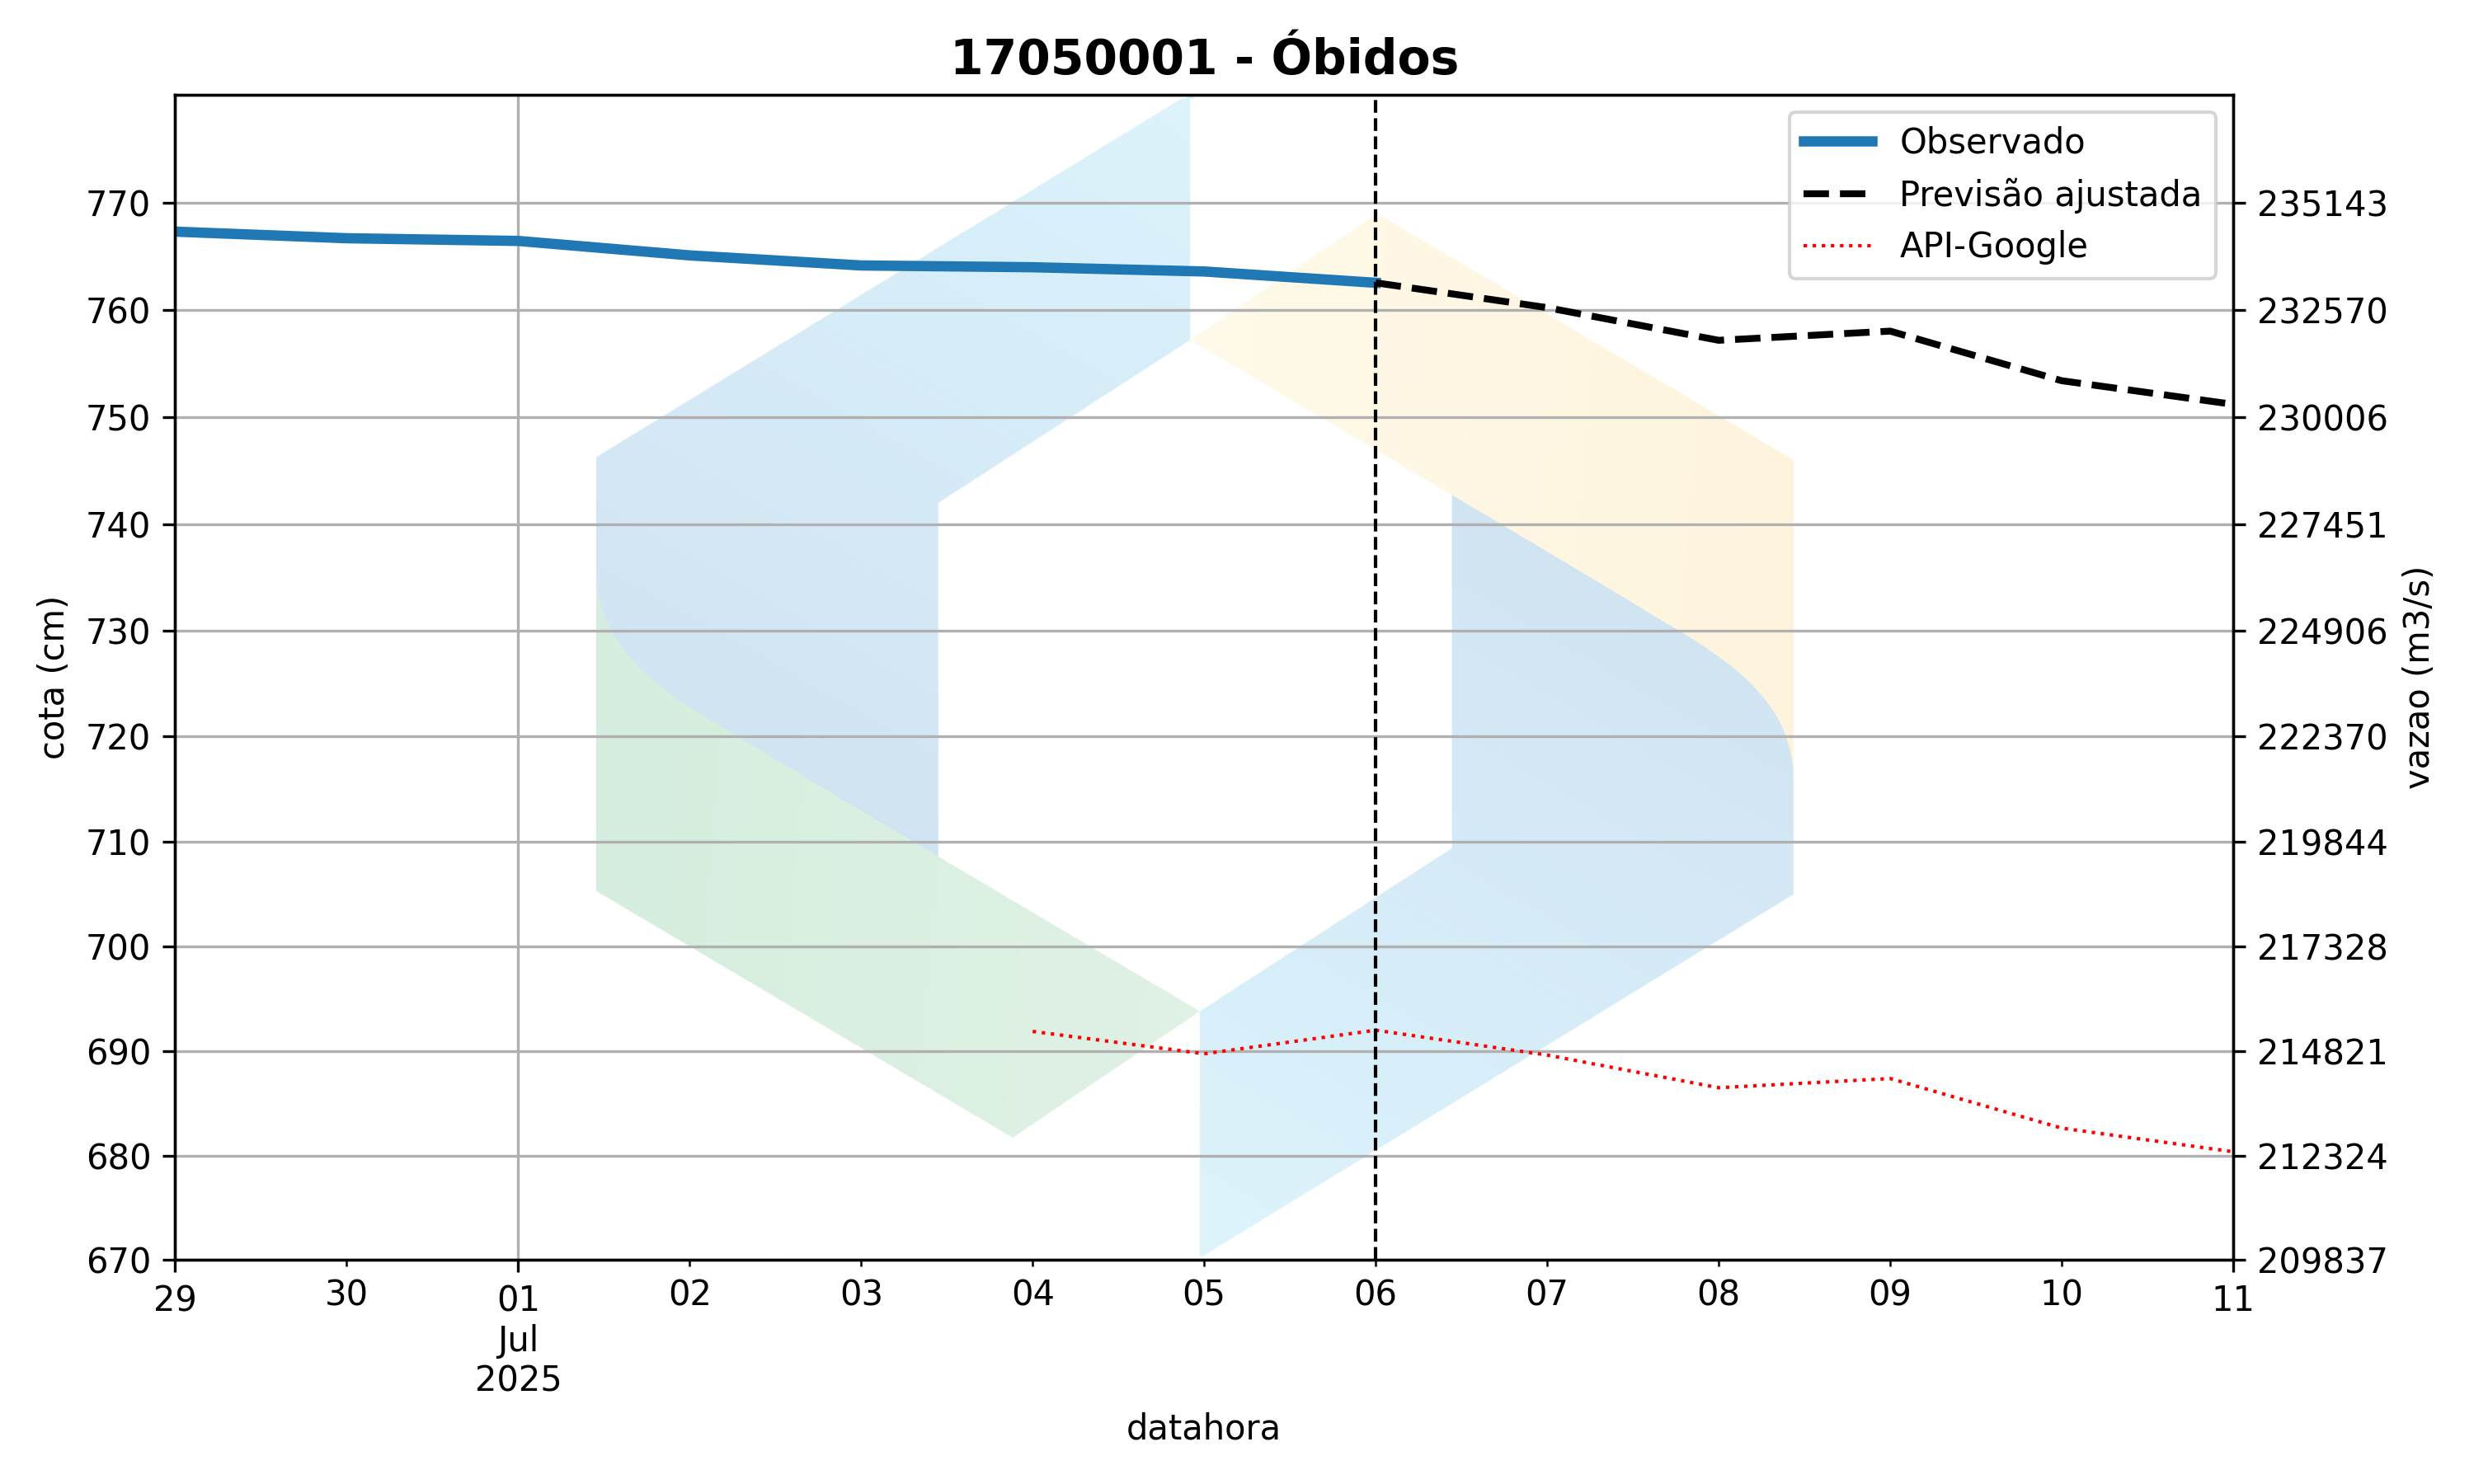 17050001 - Óbidos
Observado
Previsão ajustada
API-Google
cota (cm)
770
760
750
740
730
720
710
700
690
680
670
235143
232570
230006
227451
224906
222370
219844
217328
214821
212324
209837
vazao (m3/s)
29 30 01 02 03 04 05 06 07 08 09 10 11
Jul
2025
datahora